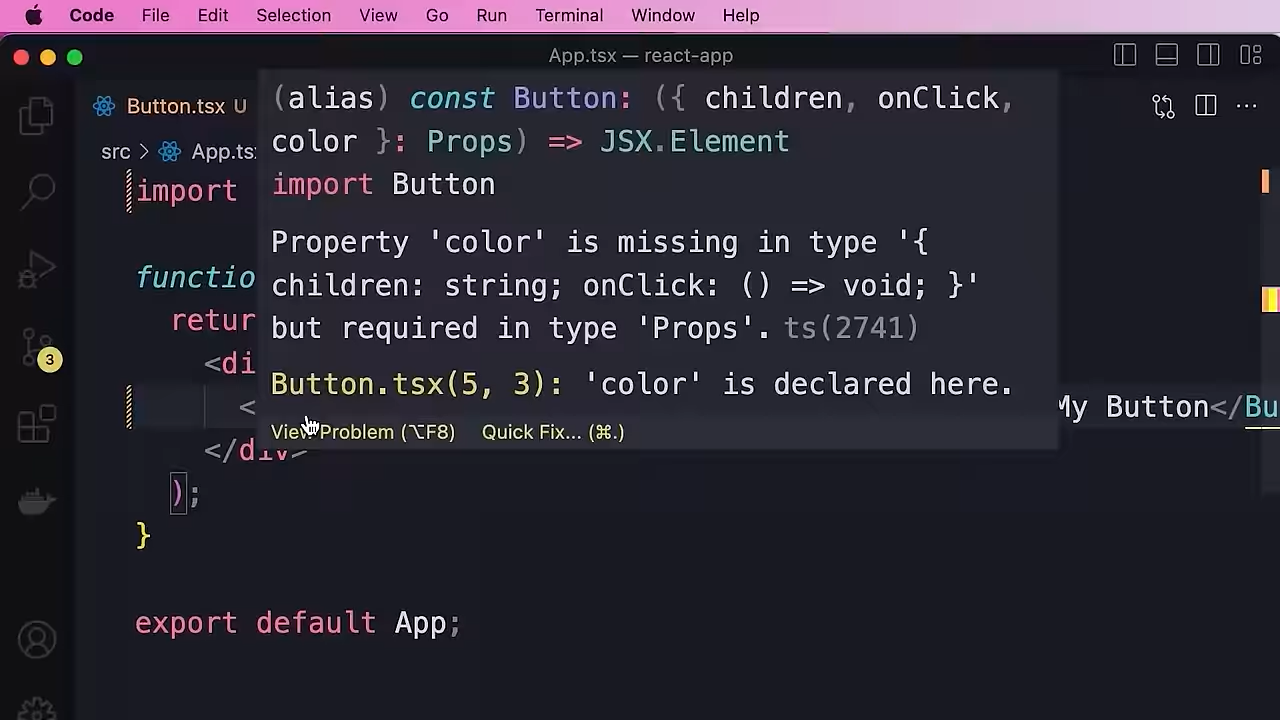 Code File Edit Selection View Go Run Terminal Window Help
App.tsx — react-app
Button.tsx U
src > App.ts
(alias) const Button: ({ children, onClick,
color }: Props) => JSX.Element
import Button
import
Property 'color' is missing in type '{
children: string; onClick: () => void; }'
but required in type 'Props'. ts(2741)
Button.tsx(5, 3): 'color' is declared here.
View Problem (⌥F8) Quick Fix... (⌘.)
functio
retur
<di
3
<
My Button</Bu
</div>
);
}
export default App;